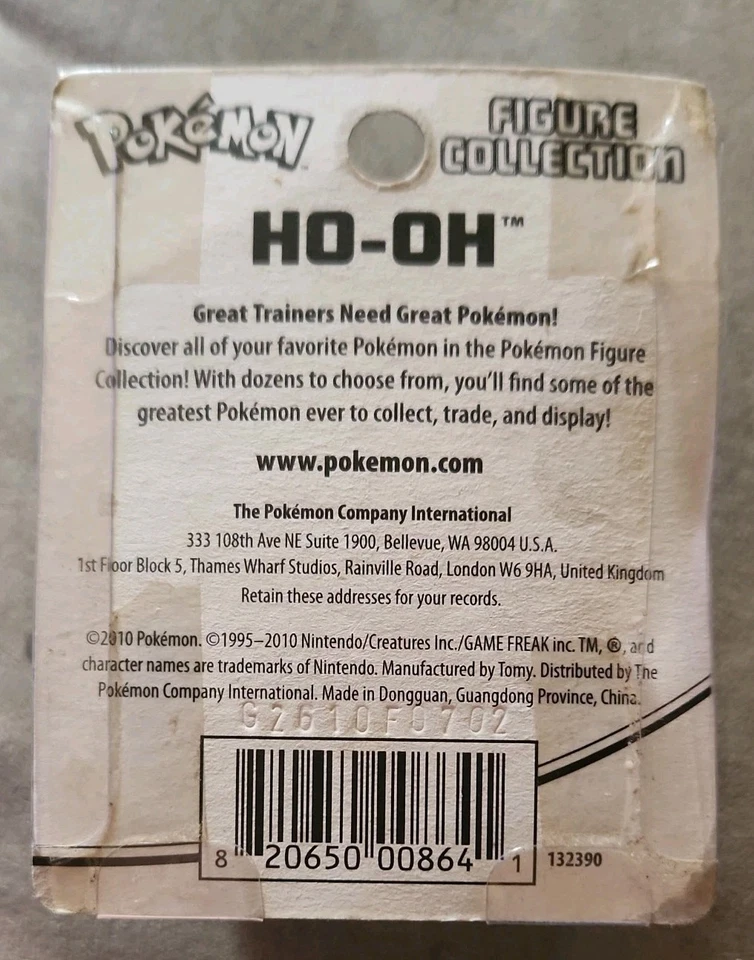 POKéMON
FIGURE
COLLECTION
HO-OH™
Great Trainers Need Great Pokémon!
Discover all of your favorite Pokémon in the Pokémon Figure
Collection! With dozens to choose from, you'll find some of the
greatest Pokémon ever to collect, trade, and display!
www.pokemon.com
The Pokémon Company International
333 108th Ave NE Suite 1900, Bellevue, WA 98004 U.S.A.
1st Floor Block 5, Thames Wharf Studios, Rainville Road, London W6 9HA, United Kingdom
Retain these addresses for your records.
©2010 Pokémon. ©1995–2010 Nintendo/Creatures Inc./GAME FREAK inc. TM, ®, and
character names are trademarks of Nintendo. Manufactured by Tomy. Distributed by The
Pokémon Company International. Made in Dongguan, Guangdong Province, China.
G2610F0702
8 20650 00864 1
132390